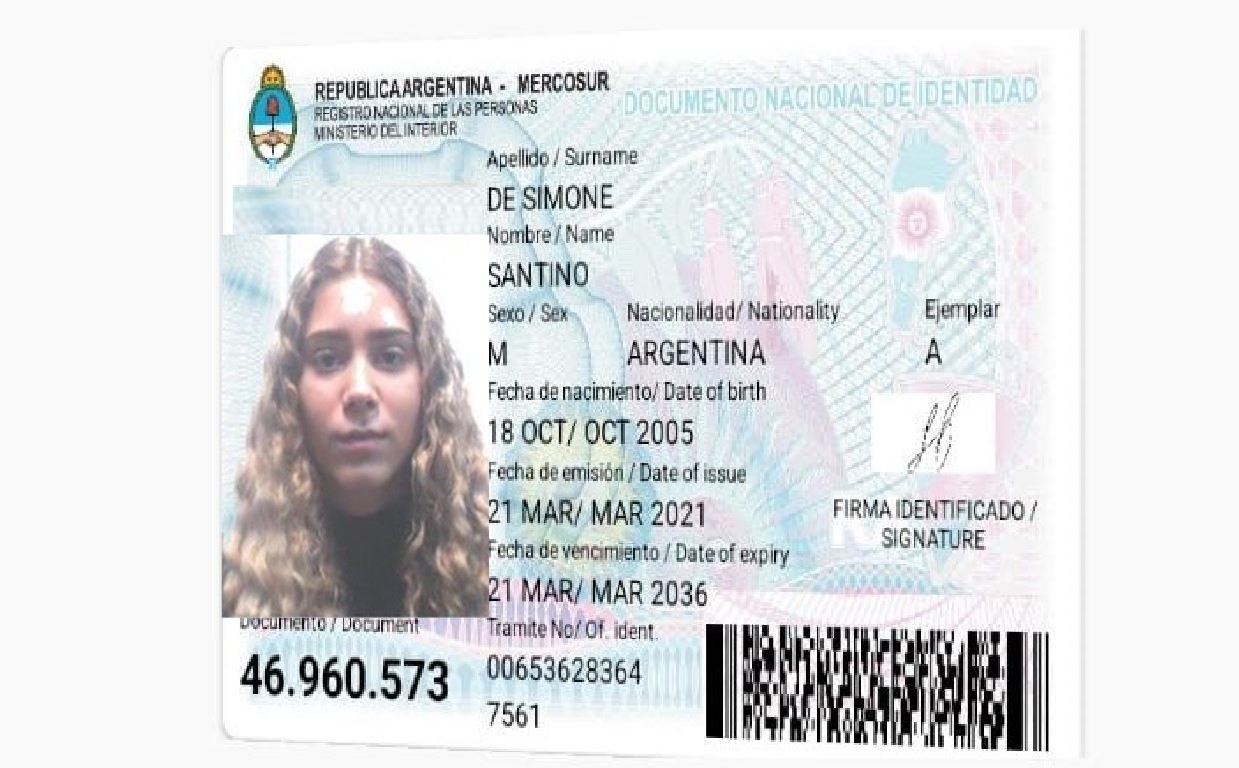 REPUBLICA ARGENTINA - MERCOSUR
REGISTRO NACIONAL DE LAS PERSONAS
MINISTERIO DEL INTERIOR
DOCUMENTO NACIONAL DE IDENTIDAD
Apellido / Surname
DE SIMONE
Nombre / Name
SANTINO
Sexo / Sex Nacionalidad/ Nationality Ejemplar
M ARGENTINA A
Fecha de nacimiento/ Date of birth
18 OCT/ OCT 2005
Fecha de emisión / Date of issue
21 MAR/ MAR 2021
FIRMA IDENTIFICADO /
SIGNATURE
Fecha de vencimiento / Date of expiry
21 MAR/ MAR 2036
Documento / Document
46.960.573
Tramite No/ Of. ident.
00653628364
7561